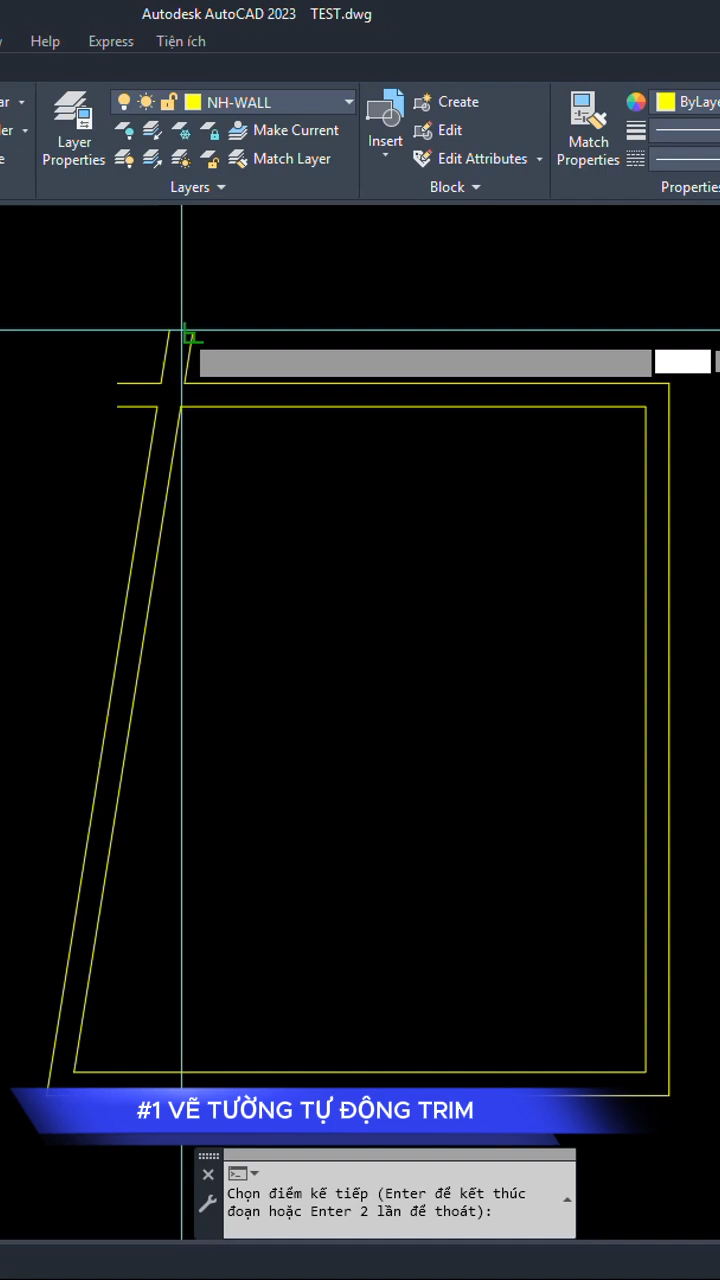 Autodesk AutoCAD 2023 TEST.dwg
Help Express Tiện ích
NH-WALL
Create
ByLaye
Layer
Properties
Make Current
Insert
Edit
Match
Properties
Match Layer
Edit Attributes
Layers
Block
Propertie
#1 VẼ TƯỜNG TỰ ĐỘNG TRIM
Chọn điểm kế tiếp (Enter để kết thúc
đoạn hoặc Enter 2 lần để thoát):